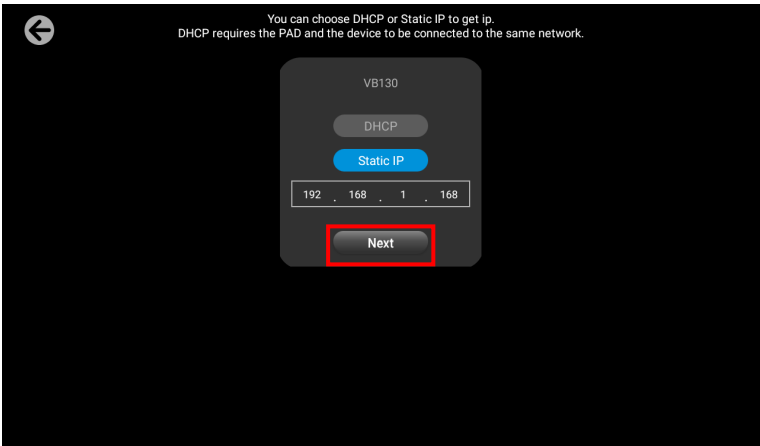 You can choose DHCP or Static IP to get ip.
DHCP requires the PAD and the device to be connected to the same network.
VB130
DHCP
Static IP
192 . 168 . 1 . 168
Next